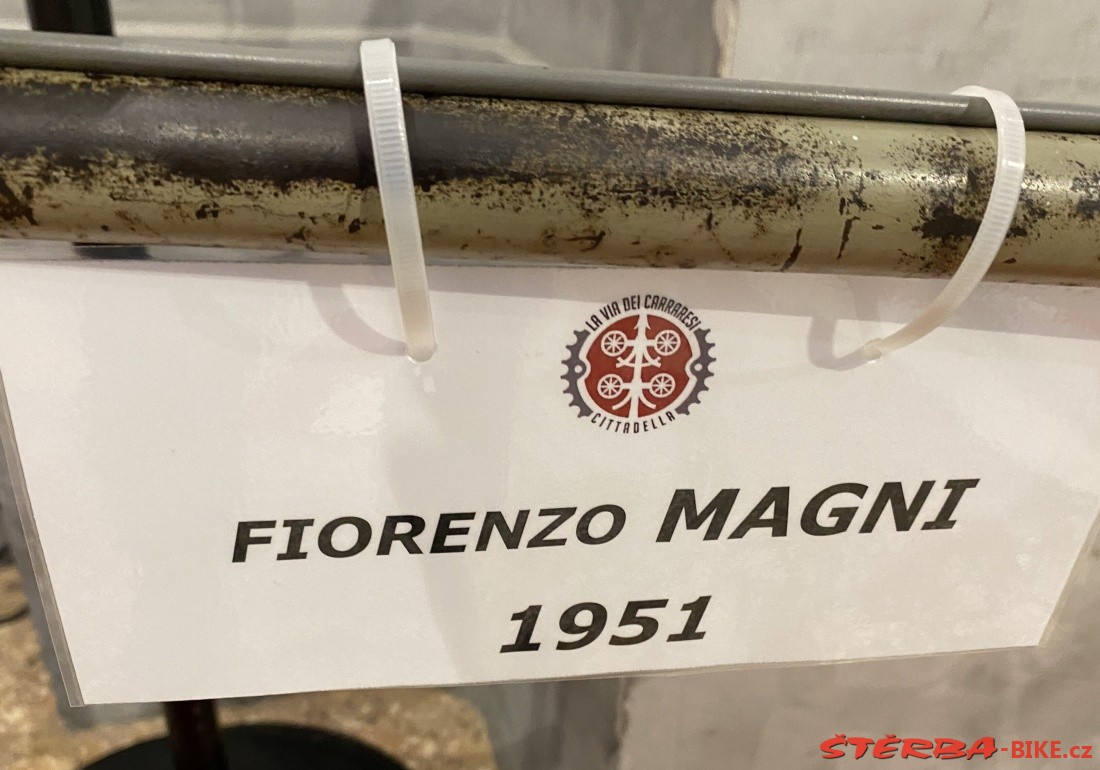 LA VIA DEI CARRARESI
CITTADELLA
FIORENZO MAGNI
1951
ŠTĚRBA-BIKE.cz